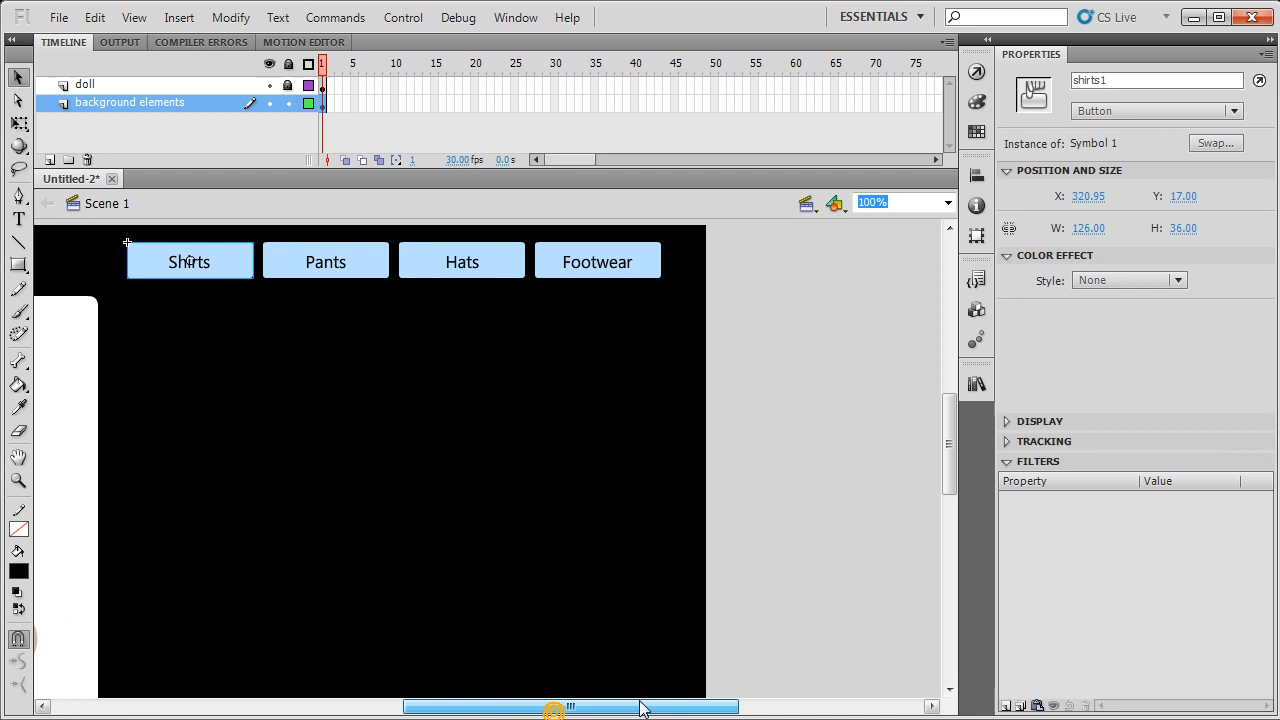 Fl File Edit View Insert Modify Text Commands Control Debug Window Help ESSENTIALS CS Live
TIMELINE OUTPUT COMPILER ERRORS MOTION EDITOR
1 5 10 15 20 25 30 35 40 45 50 55 60 65 70 75
doll
background elements
1 30.00 fps 0.0 s
Untitled-2*
Scene 1 100%
Shirts Pants Hats Footwear
PROPERTIES
shirts1
Button
Instance of: Symbol 1 Swap...
POSITION AND SIZE
X: 320.95 Y: 17.00
W: 126.00 H: 36.00
COLOR EFFECT
Style: None
DISPLAY
TRACKING
FILTERS
Property Value